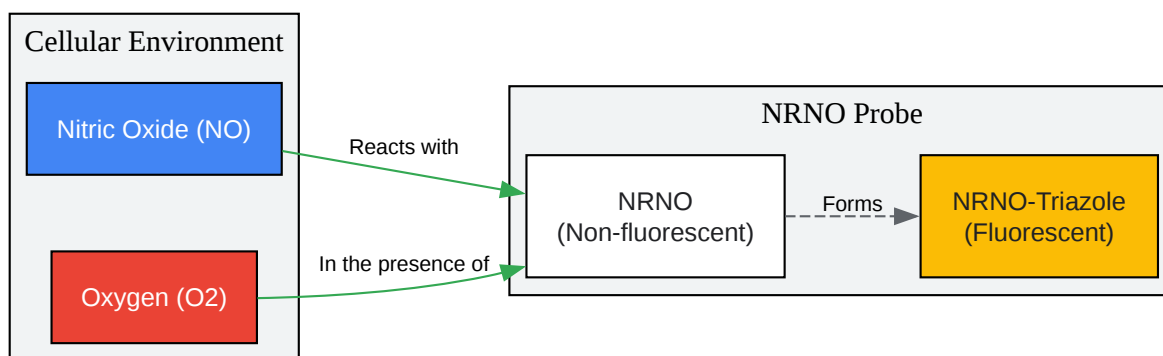 Cellular Environment
Nitric Oxide (NO)
Oxygen (O2)
Reacts with
In the presence of
NRNO Probe
NRNO
(Non-fluorescent)
Forms
NRNO-Triazole
(Fluorescent)